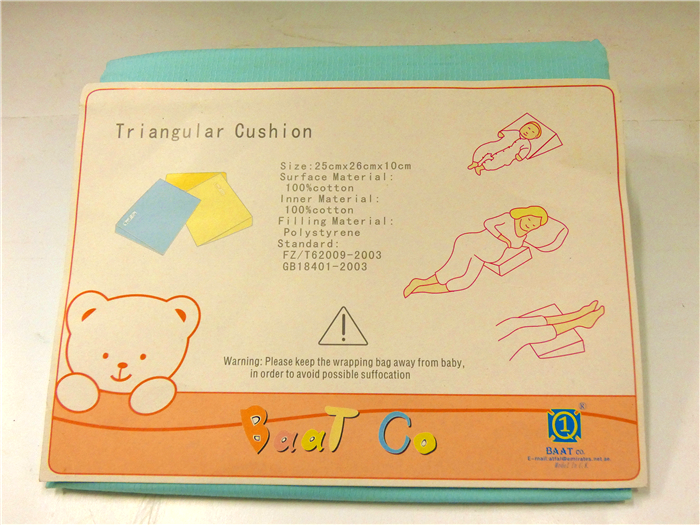 Triangular Cushion
Size:25cmx26cmx10cm
Surface Material:
100%cotton
Inner Material:
100%cotton
Filling Material:
Polystyrene
Standard:
FZ/T62009-2003
GB18401-2003
Warning: Please keep the wrapping bag away from baby,
in order to avoid possible suffocation
BaaT Co
®
1
BAAT co.